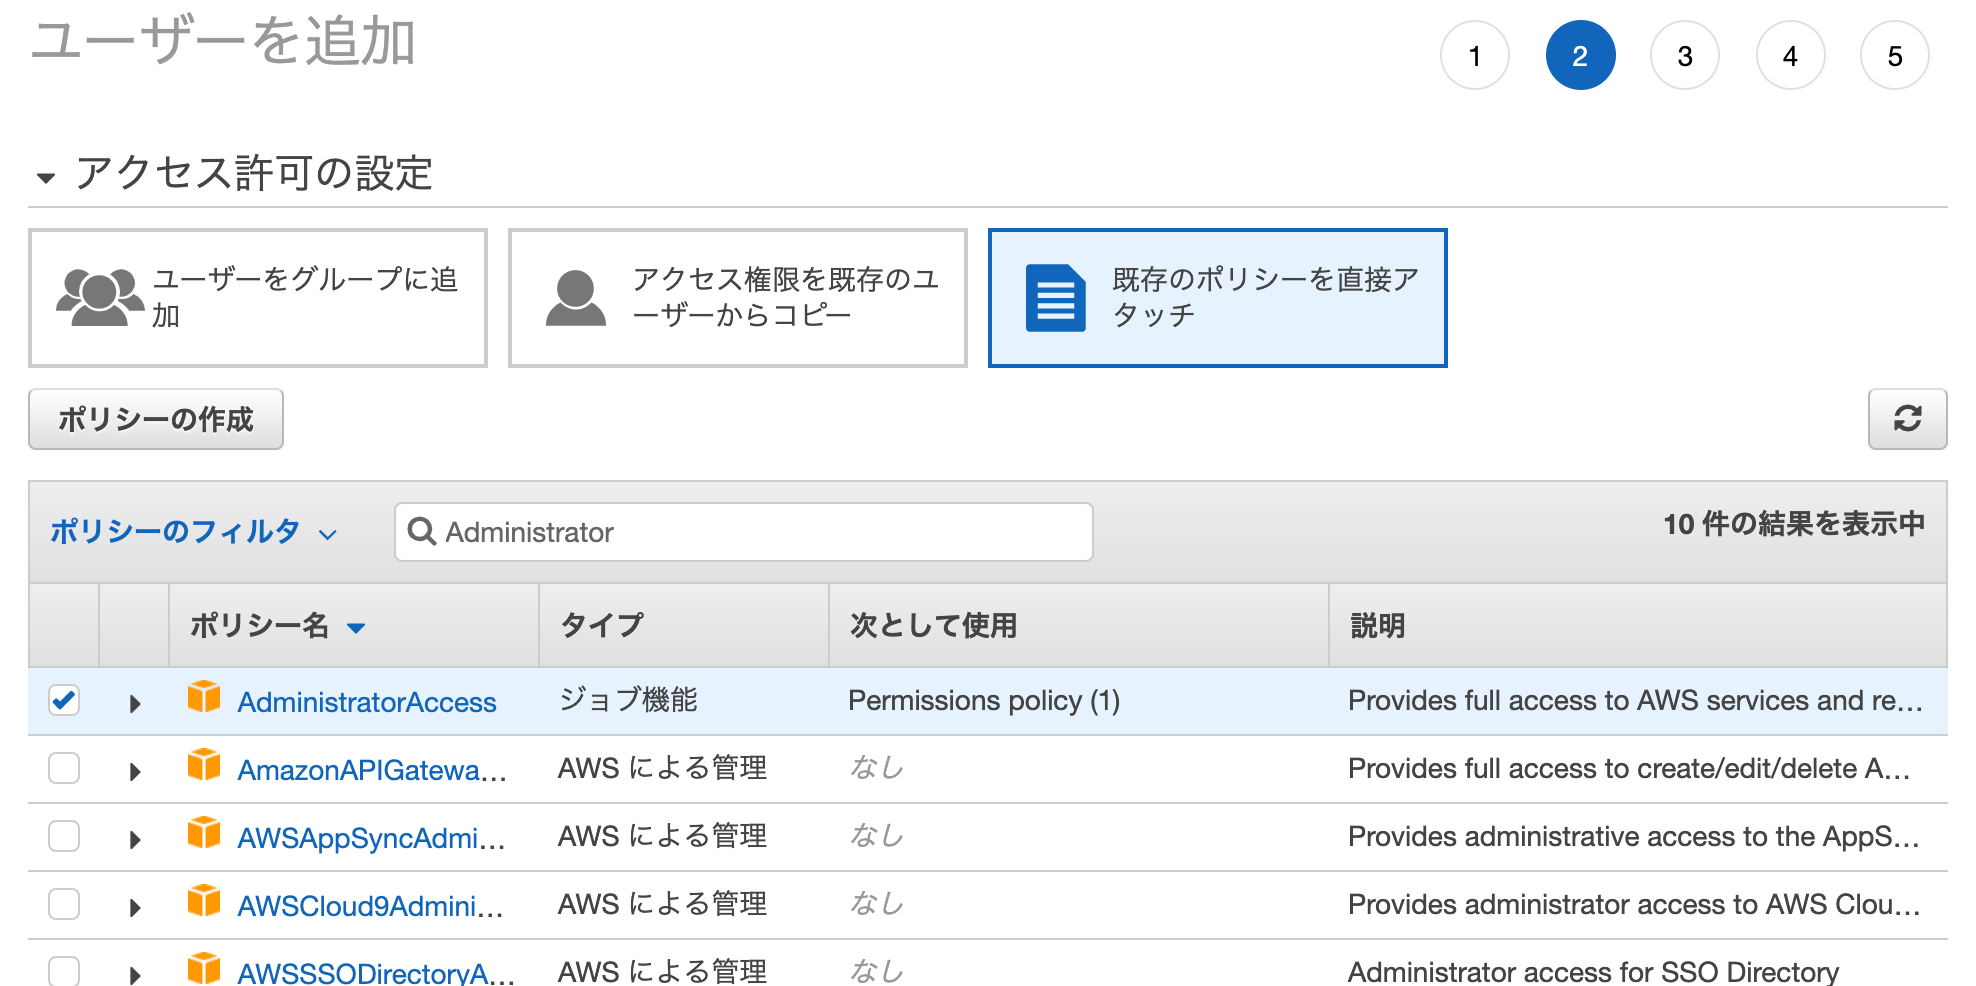 ユーザーを追加
1 2 3 4 5
アクセス許可の設定
ユーザーをグループに追
加
アクセス権限を既存のユ
ーザーからコピー
既存のポリシーを直接ア
タッチ
ポリシーの作成
ポリシーのフィルタ Administrator 10 件の結果を表示中
ポリシー名 タイプ 次として使用 説明
AdministratorAccess ジョブ機能 Permissions policy (1) Provides full access to AWS services and re...
AmazonAPIGatewa... AWS による管理 なし Provides full access to create/edit/delete A...
AWSAppSyncAdmi... AWS による管理 なし Provides administrative access to the AppS...
AWSCloud9Admini... AWS による管理 なし Provides administrator access to AWS Clou...
AWSSSODirectoryA... AWS による管理 なし Administrator access for SSO Directory